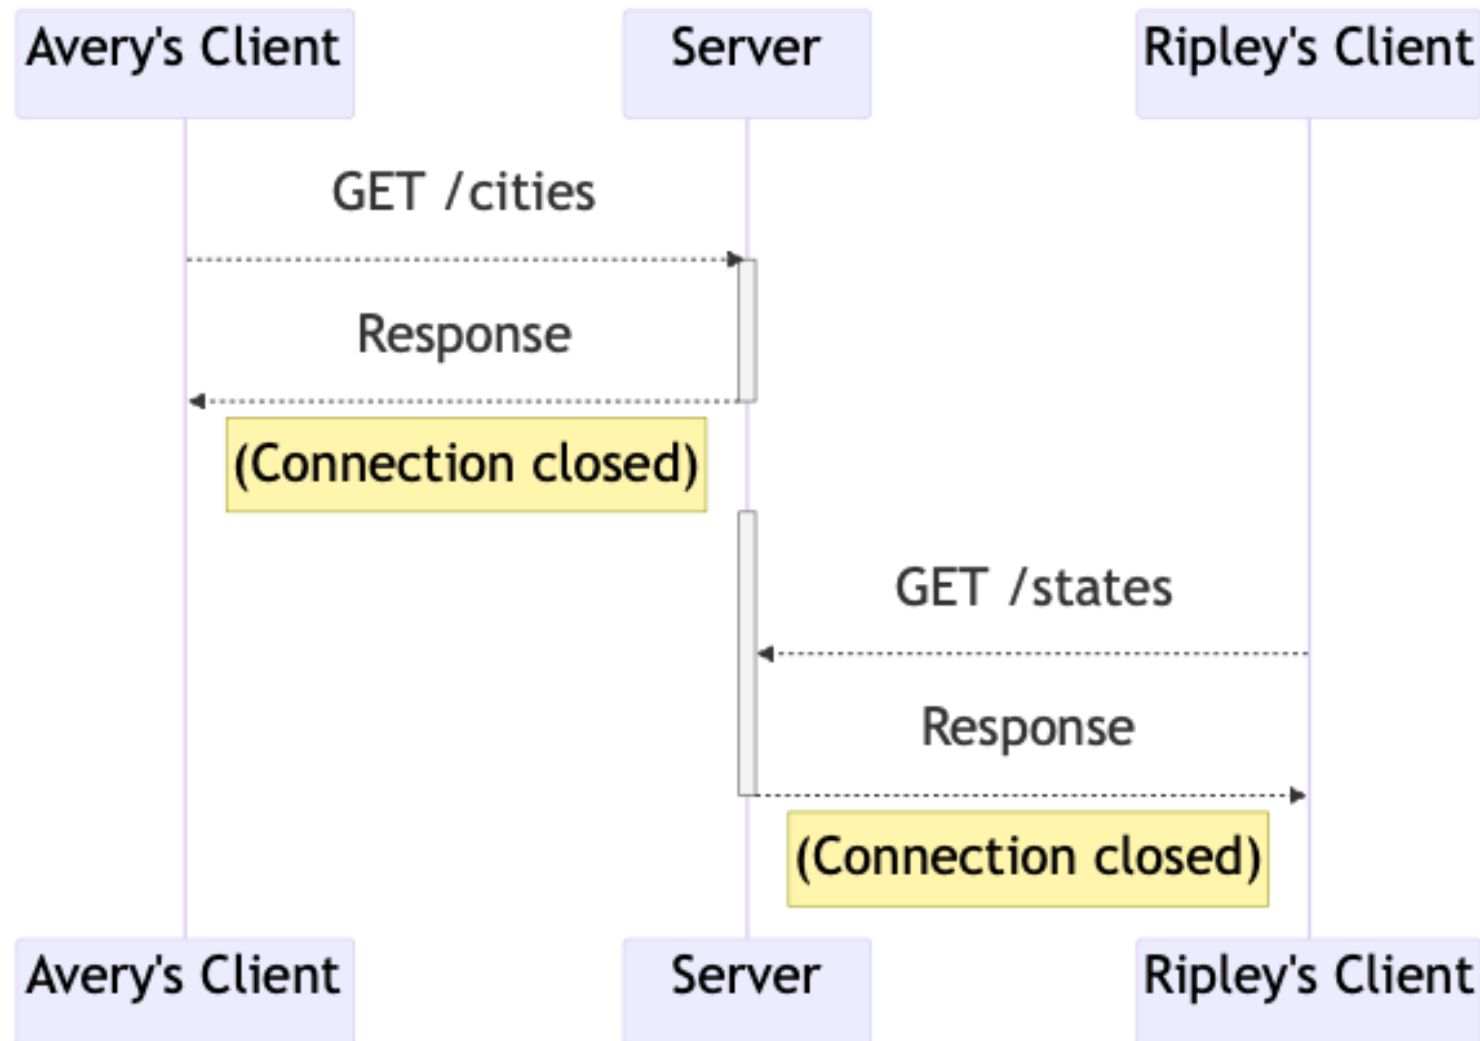 Avery's Client
Server
Ripley's Client
GET /cities
Response
(Connection closed)
GET /states
Response
(Connection closed)
Avery's Client
Server
Ripley's Client